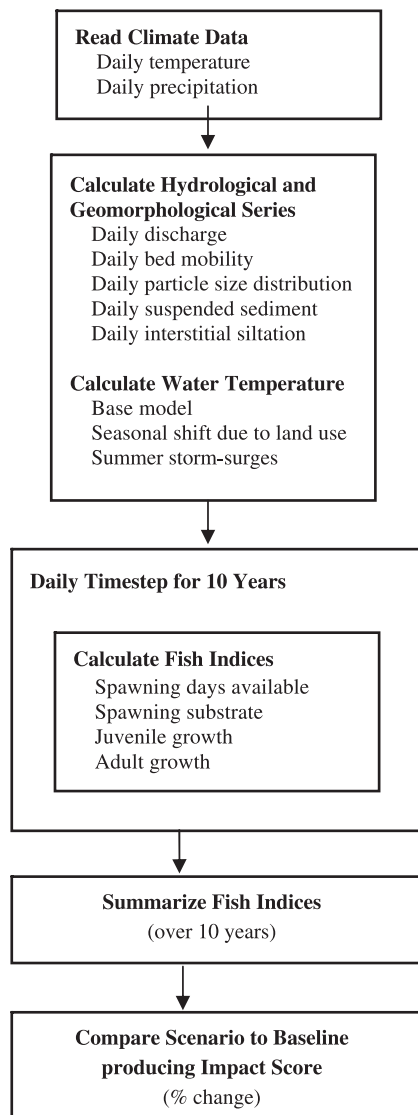 Read Climate Data
Daily temperature
Daily precipitation
Calculate Hydrological and
Geomorphological Series
Daily discharge
Daily bed mobility
Daily particle size distribution
Daily suspended sediment
Daily interstitial siltation
Calculate Water Temperature
Base model
Seasonal shift due to land use
Summer storm-surges
Daily Timestep for 10 Years
Calculate Fish Indices
Spawning days available
Spawning substrate
Juvenile growth
Adult growth
Summarize Fish Indices
(over 10 years)
Compare Scenario to Baseline
producing Impact Score
(% change)